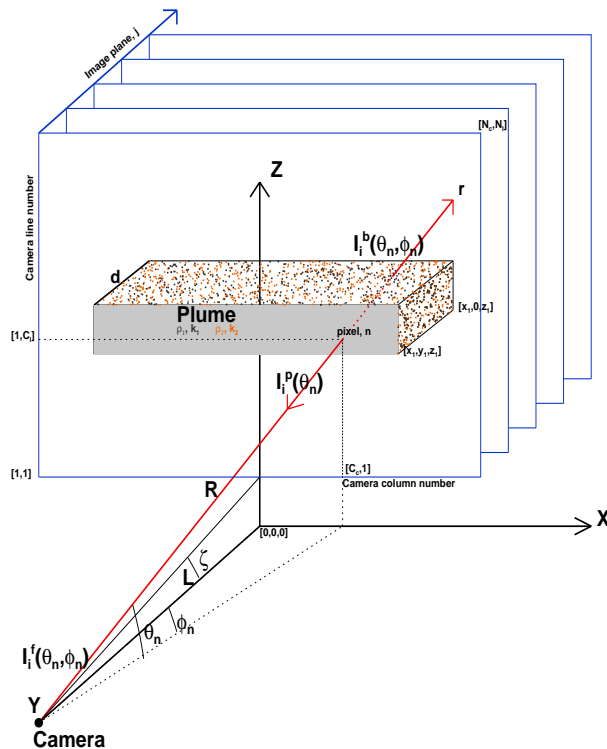 Image plane, j
[N_c,N_l]
Camera line number
Z
r
I_i^b(θ_n,ϕ_n)
d
Plume
ρ_1, k_1 ρ_2, k_2
[x_1,0,z_1]
pixel, n
[1,C_l]
[x_1,y_1,z_1]
I_i^p(θ_n)
[1,1]
[C_c,1]
Camera column number
R
X
[0,0,0]
ζ
L
ϕ_n
θ_n
I_i^f(θ_n,ϕ_n)
Y
Camera